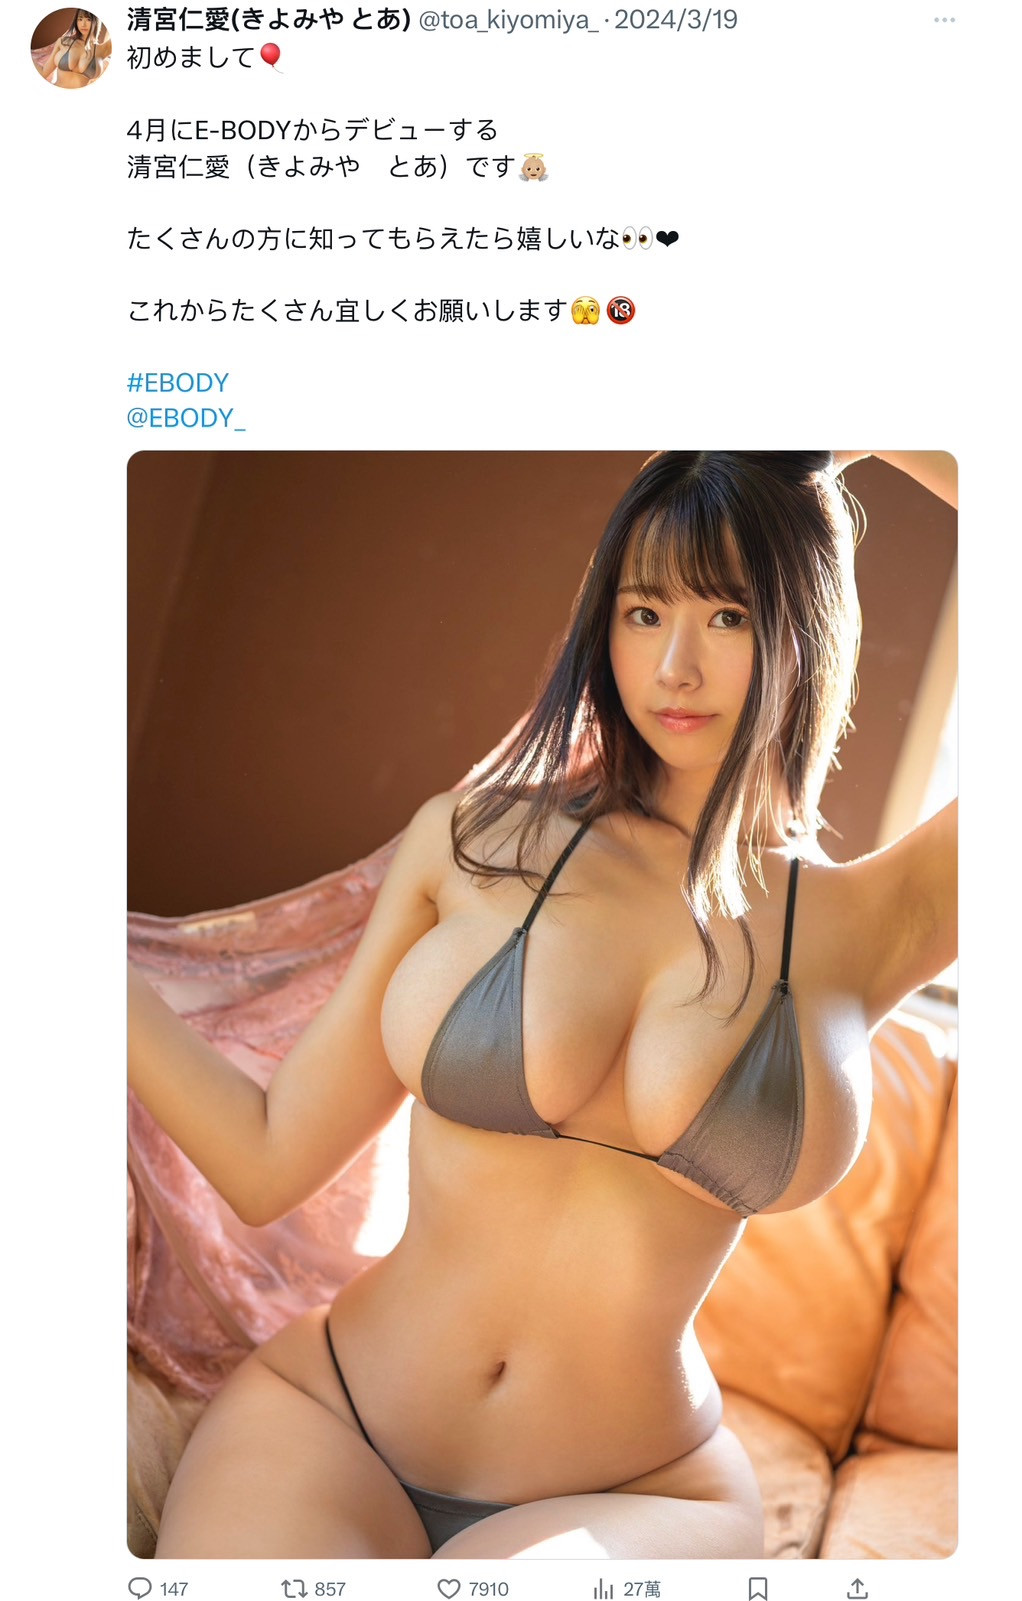 清宮仁愛(きよみや とあ) @toa_kiyomiya_ · 2024/3/19
初めまして🎈
4月にE-BODYからデビューする
清宮仁愛（きよみや　とあ）です👼🏼
たくさんの方に知ってもらえたら嬉しいな👀❤
これからたくさん宜しくお願いします🫣🔞
#EBODY
@EBODY_
147 857 7910 27萬